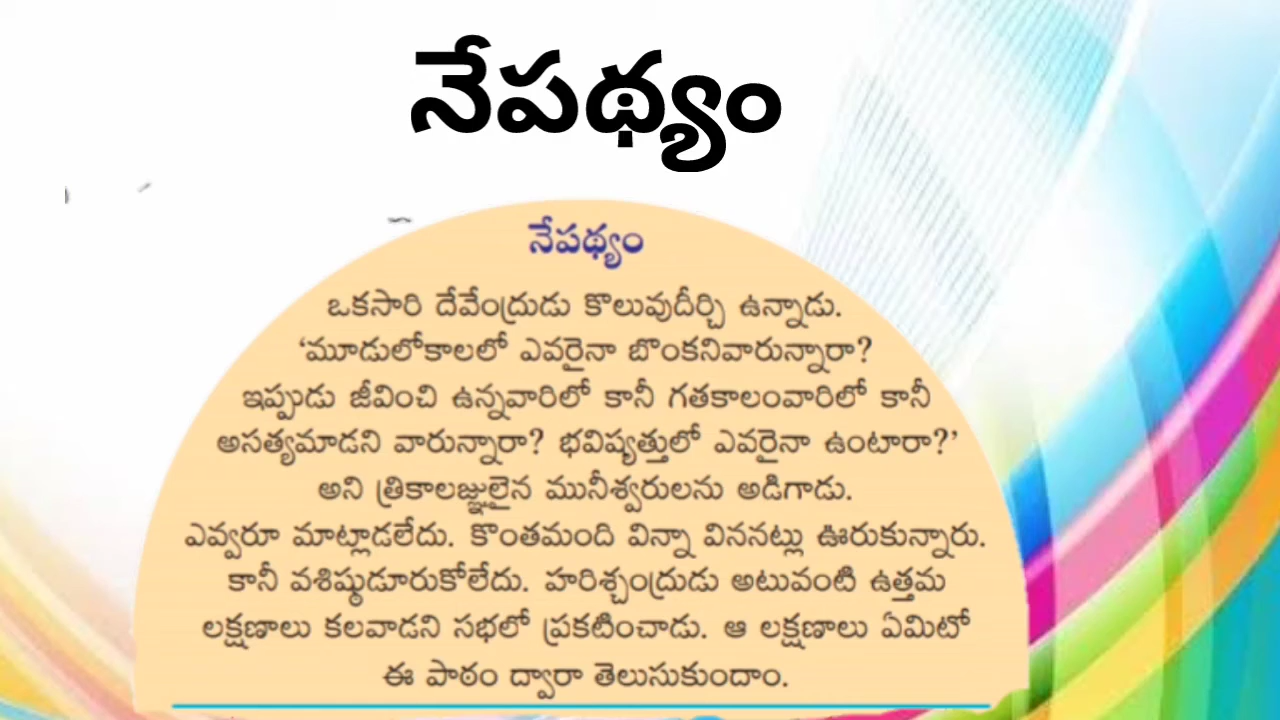 నేపథ్యం
నేపథ్యం
ఒకసారి దేవేంద్రుడు కొలువుదీర్చి ఉన్నాడు.
‘మూడులోకాలలో ఎవరైనా బొంకనివారున్నారా?
ఇప్పుడు జీవించి ఉన్నవారిలో కానీ గతకాలంవారిలో కానీ
అసత్యమాడని వారున్నారా? భవిష్యత్తులో ఎవరైనా ఉంటారా?’
అని త్రికాలజ్ఞులైన మునీశ్వరులను అడిగాడు.
ఎవ్వరూ మాట్లాడలేదు. కొంతమంది విన్నా విననట్లు ఊరుకున్నారు.
కానీ వశిష్ఠుడూరుకోలేదు. హరిశ్చంద్రుడు అటువంటి ఉత్తమ
లక్షణాలు కలవాడని సభలో ప్రకటించాడు. ఆ లక్షణాలు ఏమిటో
ఈ పాఠం ద్వారా తెలుసుకుందాం.